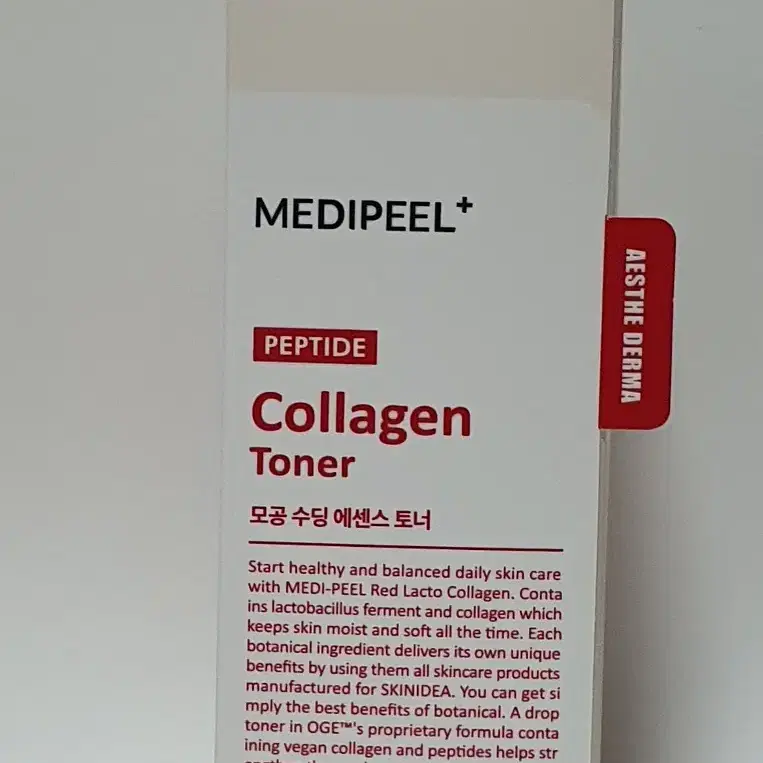 MEDIPEEL+
AESTHE DERMA
PEPTIDE
Collagen
Toner
모공 수딩 에센스 토너
Start healthy and balanced daily skin care
with MEDI-PEEL Red Lacto Collagen. Conta
ins lactobacillus ferment and collagen which
keeps skin moist and soft all the time. Each
botanical ingredient delivers its own unique
benefits by using them all skincare products
manufactured for SKINIDEA. You can get si
mply the best benefits of botanical. A drop
toner in OGE™'s proprietary formula conta
ining vegan collagen and peptides helps str